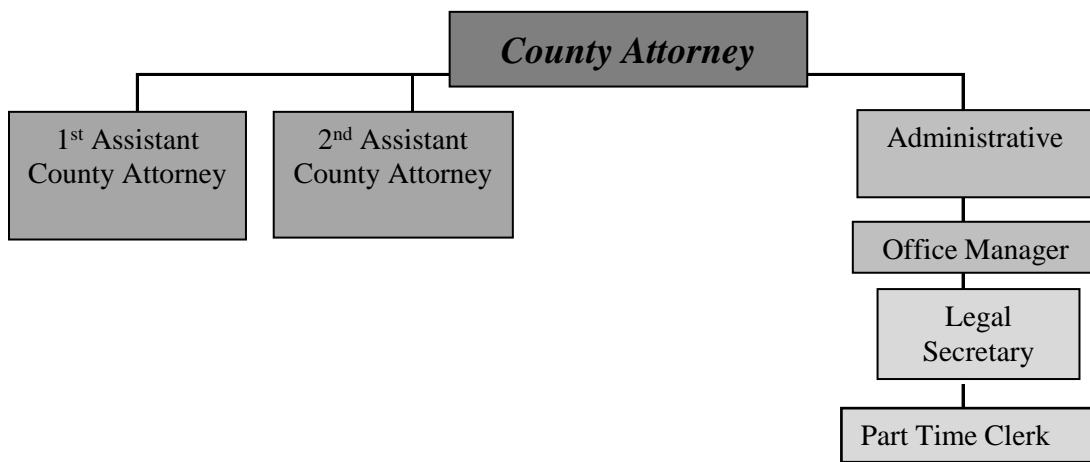 County Attorney
1st Assistant
County Attorney
2nd Assistant
County Attorney
Administrative
Office Manager
Legal
Secretary
Part Time Clerk